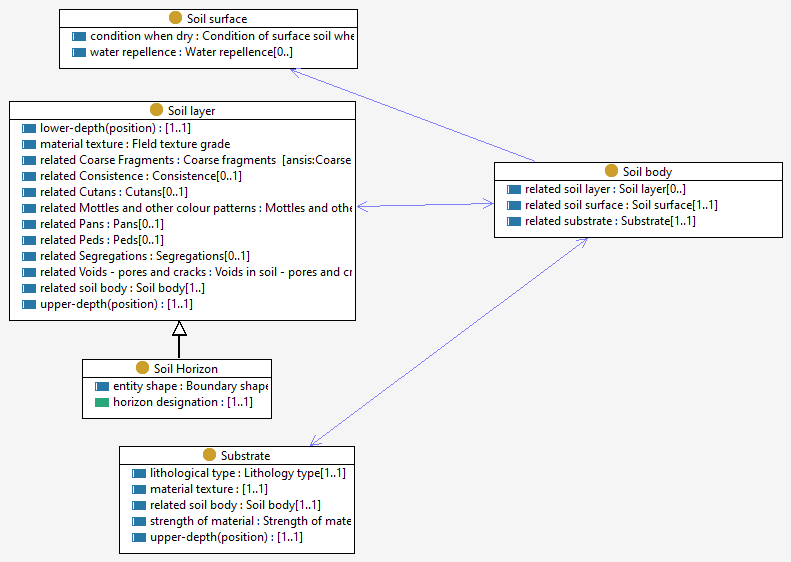 Soil surface
condition when dry : Condition of surface soil whe
water repellence : Water repellence[0..]
Soil layer
lower-depth(position) : [1..1]
material texture : Field texture grade
related Coarse Fragments : Coarse fragments [ansis:Coarse
related Consistence : Consistence[0..1]
related Cutans : Cutans[0..1]
related Mottles and other colour patterns : Mottles and othe
related Pans : Pans[0..1]
related Peds : Peds[0..1]
related Segregations : Segregations[0..1]
related Voids - pores and cracks : Voids in soil - pores and cr
related soil body : Soil body[1..]
upper-depth(position) : [1..1]
Soil body
related soil layer : Soil layer[0..]
related soil surface : Soil surface[1..1]
related substrate : Substrate[1..1]
Soil Horizon
entity shape : Boundary shape
horizon designation : [1..1]
Substrate
lithological type : Lithology type[1..1]
material texture : [1..1]
related soil body : Soil body[1..1]
strength of material : Strength of mate
upper-depth(position) : [1..1]